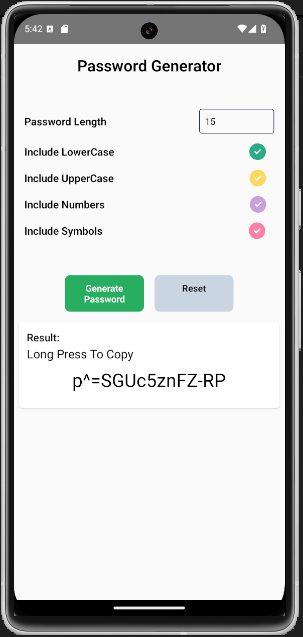 5:42
Password Generator
Password Length
15
Include LowerCase
Include UpperCase
Include Numbers
Include Symbols
Generate
Password
Reset
Result:
Long Press To Copy
p^=SGUc5znFZ-RP